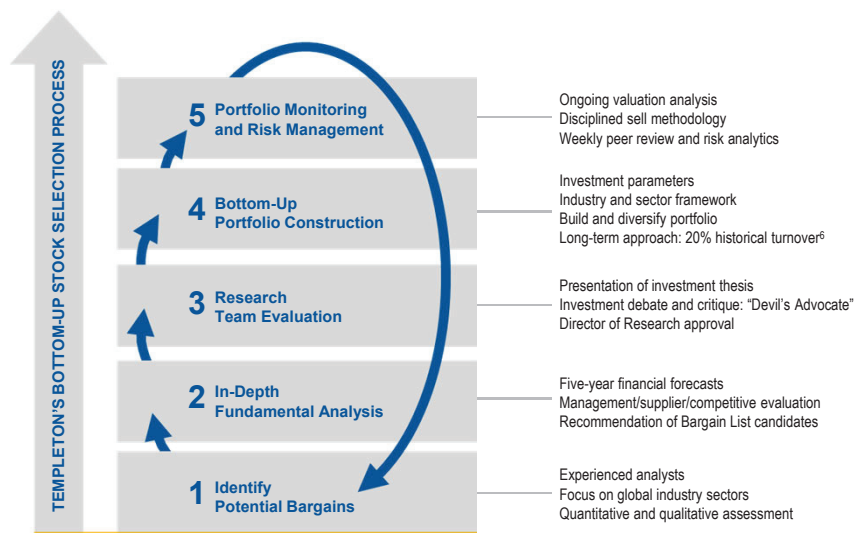 TEMPLETON'S BOTTOM-UP STOCK SELECTION PROCESS
5 Portfolio Monitoring
and Risk Management
Ongoing valuation analysis
Disciplined sell methodology
Weekly peer review and risk analytics
4 Bottom-Up
Portfolio Construction
Investment parameters
Industry and sector framework
Build and diversify portfolio
Long-term approach: 20% historical turnover⁶
3 Research
Team Evaluation
Presentation of investment thesis
Investment debate and critique: “Devil’s Advocate”
Director of Research approval
2 In-Depth
Fundamental Analysis
Five-year financial forecasts
Management/supplier/competitive evaluation
Recommendation of Bargain List candidates
1 Identify
Potential Bargains
Experienced analysts
Focus on global industry sectors
Quantitative and qualitative assessment